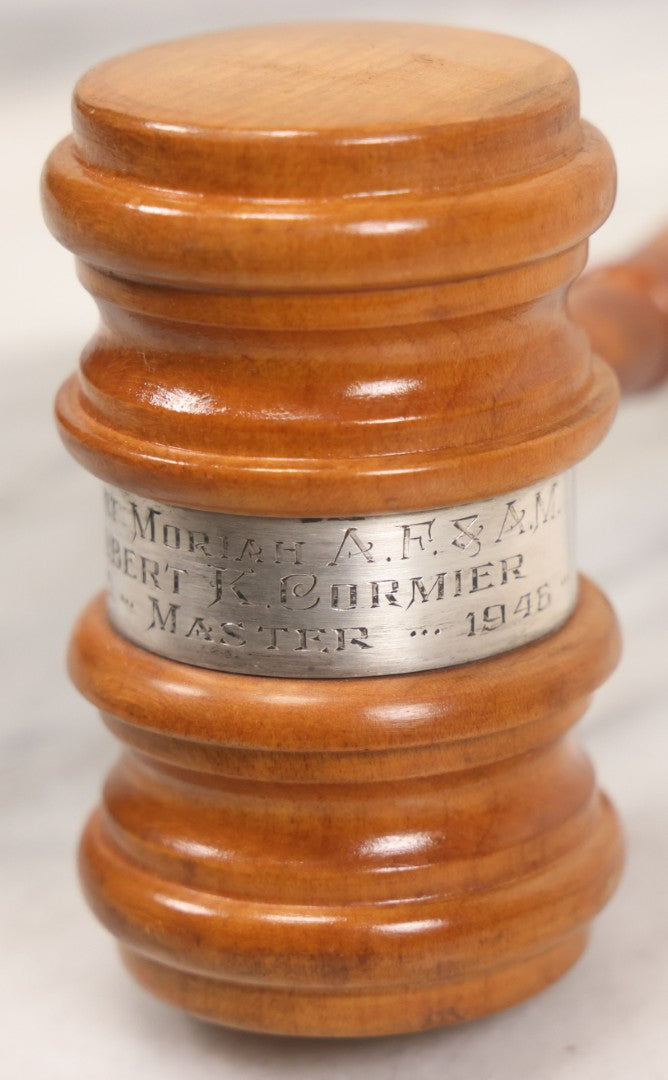 Moriah A.F. & A.M.
K. Cormier
... Master ... 1946